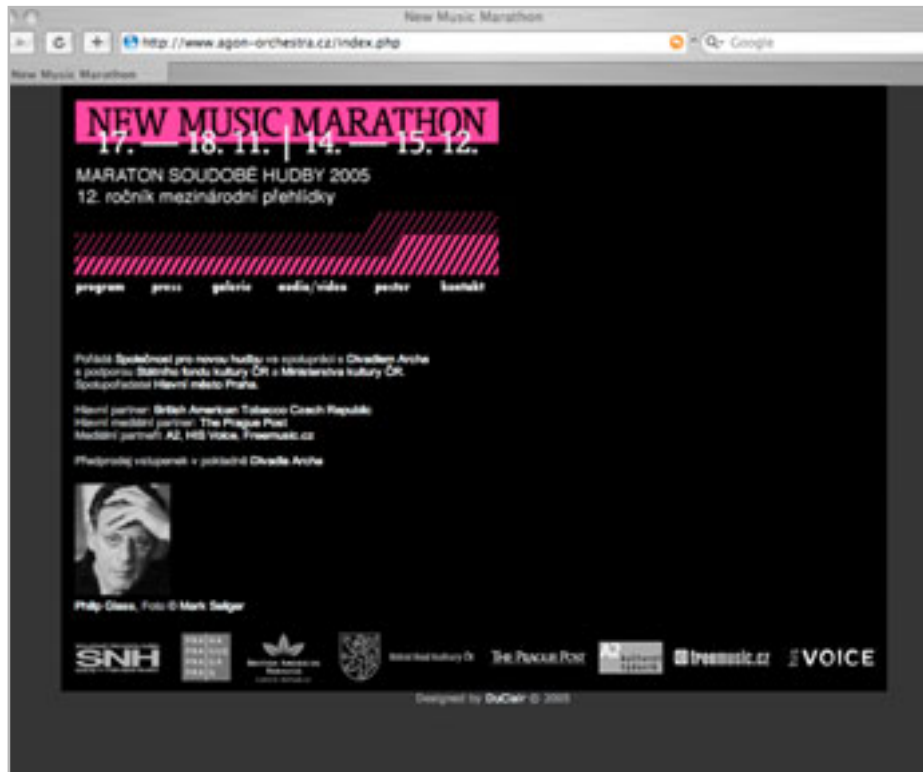 New Music Marathon
http://www.agon-orchestra.cz/index.php
Google
New Music Marathon
NEW MUSIC MARATHON
17. — 18. 11. | 14. — 15. 12.
MARATON SOUDOBÉ HUDBY 2005
12. ročník mezinárodní přehlídky
program press galerie audio/video poster kontakt
Pořádá Společnost pro novou hudbu ve spolupráci s Divadlem Archa
s podporou Státního fondu kultury ČR a Ministerstva kultury ČR.
Spolupořadatel Hlavní město Praha.
Hlavní partner: British American Tobacco Czech Republic
Hlavní mediální partner: The Prague Post
Mediální partneři: A2, HIS Voice, Freemusic.cz
Předprodej vstupenek v pokladně Divadla Archa
Philip Glass, Foto © Mark Seliger
SNH
BRITISH AMERICAN
TOBACCO
THE PRAGUE POST
A2
freemusic.cz
VOICE
Designed by DuClair © 2005